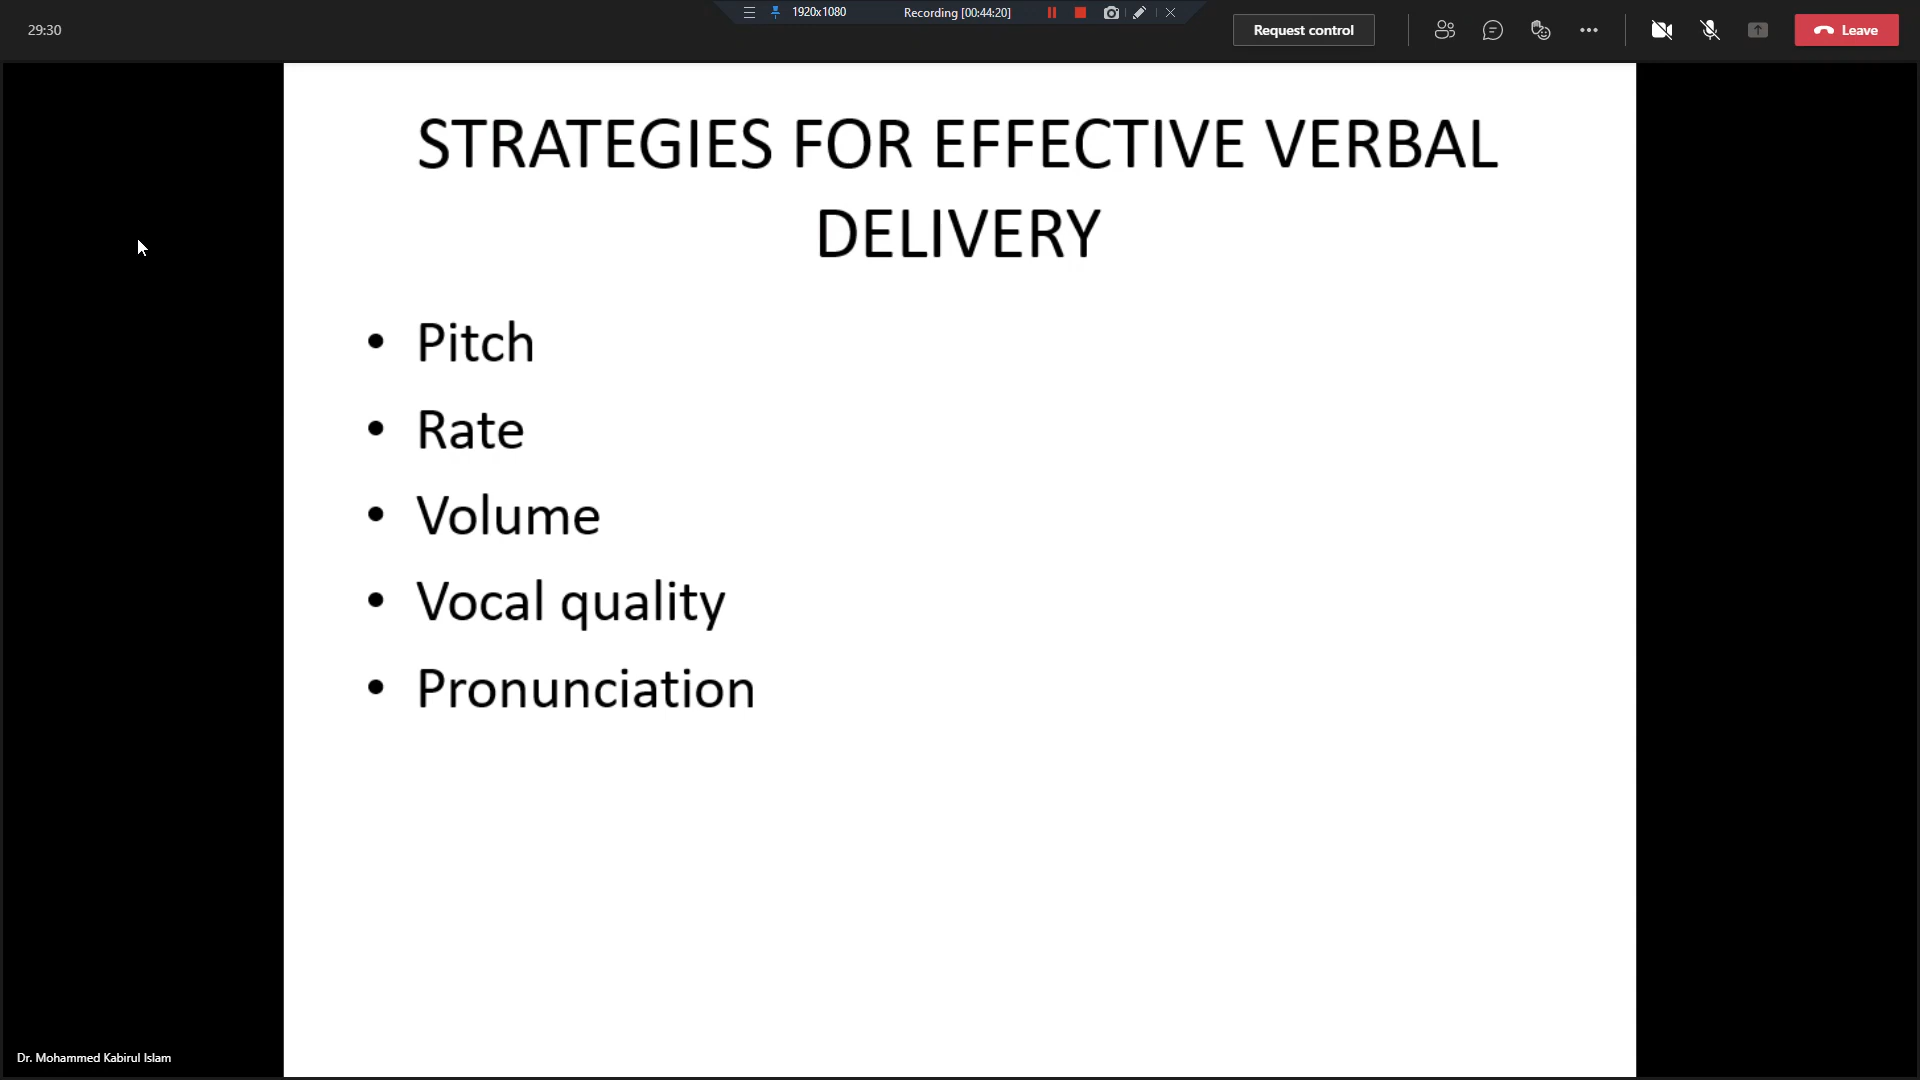 1920x1080 Recording [00:44:20]
29:30 Request control Leave
STRATEGIES FOR EFFECTIVE VERBAL
DELIVERY
• Pitch
• Rate
• Volume
• Vocal quality
• Pronunciation
Dr. Mohammed Kabirul Islam